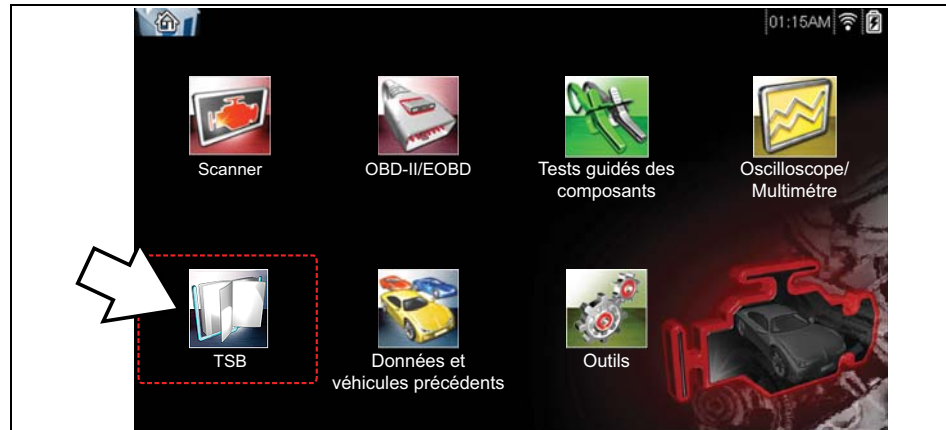 01:15AM
Scanner
OBD-II/EOBD
Tests guidés des
composants
Oscilloscope/
Multimétre
TSB
Données et
véhicules précédents
Outils